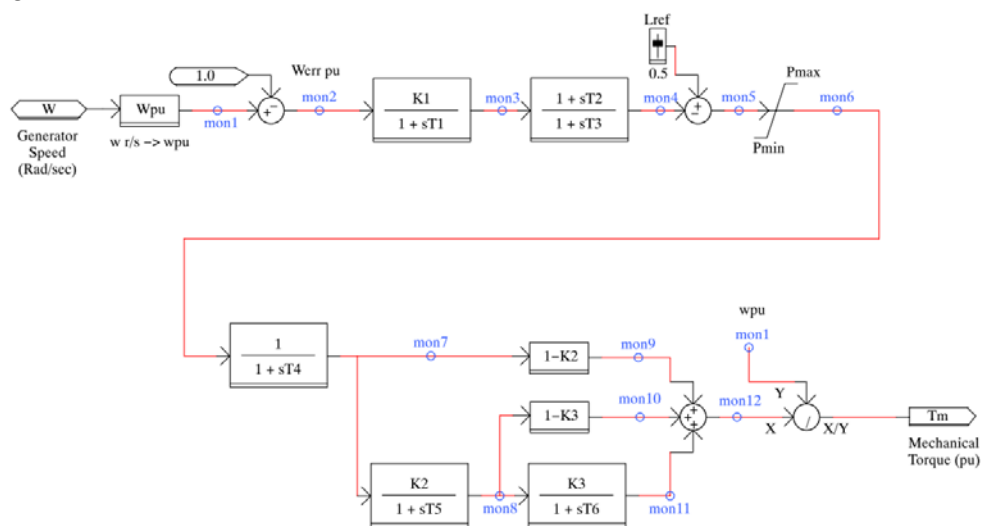 Lref
1.0
Werr pu
0.5
Pmax
W
Wpu
mon1
+
−
mon2
K1
1 + sT1
mon3
1 + sT2
1 + sT3
mon4
+
−
mon5
mon6
Pmin
Generator
Speed
(Rad/sec)
w r/s −> wpu
wpu
mon1
1
1 + sT4
mon7
1−K2
mon9
mon10
1−K3
+
+
+
mon12
Y
X
/
X/Y
Tm
Mechanical
Torque (pu)
K2
1 + sT5
mon8
K3
1 + sT6
mon11